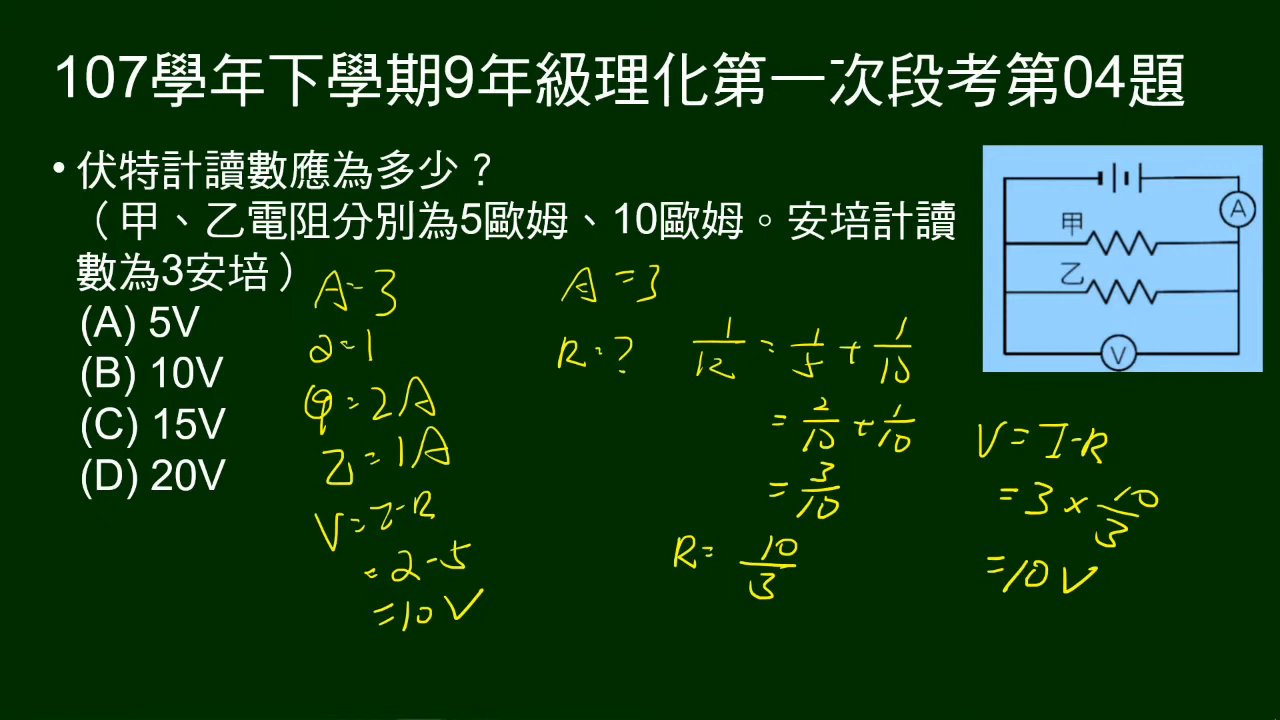 107學年下學期9年級理化第一次段考第04題
• 伏特計讀數應為多少？
（甲、乙電阻分別為5歐姆、10歐姆。安培計讀
數為3安培）
(A) 5V
(B) 10V
(C) 15V
(D) 20V
A=3
2=1
甲=2A
乙=1A
V=I-R
=2-5
=10V
A=3
R=?
1/R=1/5+1/10
=2/10+1/10
=3/10
R=10/3
V=I-R
=3×10/3
=10V
A
甲
乙
V